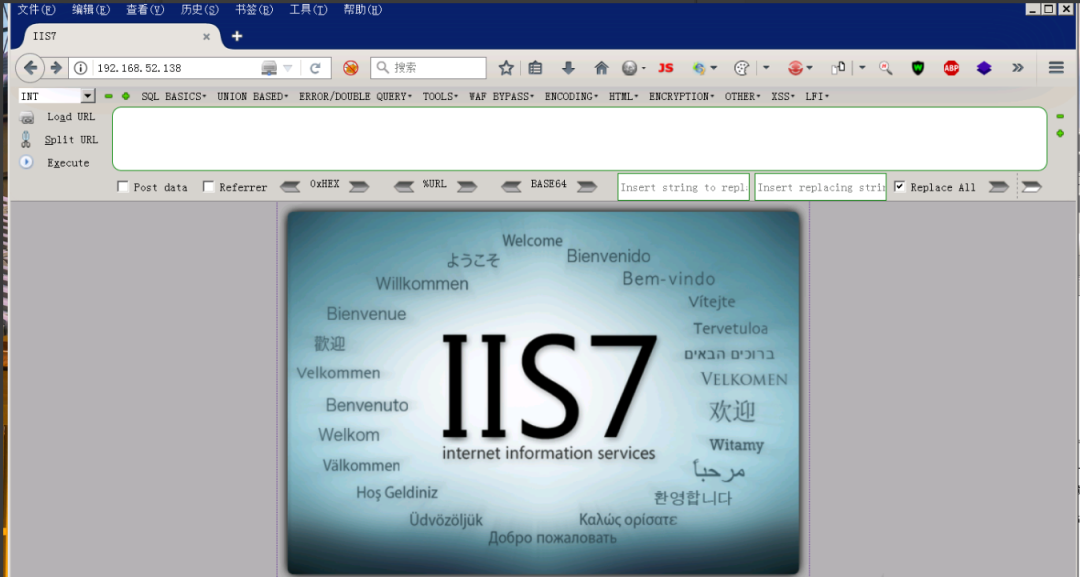 文件(F) 编辑(E) 查看(V) 历史(S) 书签(B) 工具(T) 帮助(H)
IIS7
192.168.52.138 搜索 JS W ABP
INT SQL BASICS UNION BASED ERROR/DOUBLE QUERY TOOLS WAF BYPASS ENCODING HTML ENCRYPTION OTHER XSS LFI
Load URL
Split URL
Execute
Post data Referrer 0xHEX %URL BASE64 Insert string to repl Insert replacing strin Replace All
Welcome
ようこそ
Bienvenido
Willkommen
Bem-vindo
Vítejte
Bienvenue
Tervetuloa
歡迎
ברוכים הבאים
Velkommen
VELKOMEN
Benvenuto
欢迎
IIS7
internet information services
Welkom
Witamy
Välkommen
مرحباً
Hoş Geldiniz
환영합니다
Üdvözöljük
Καλώς ορίσατε
Добро пожаловать